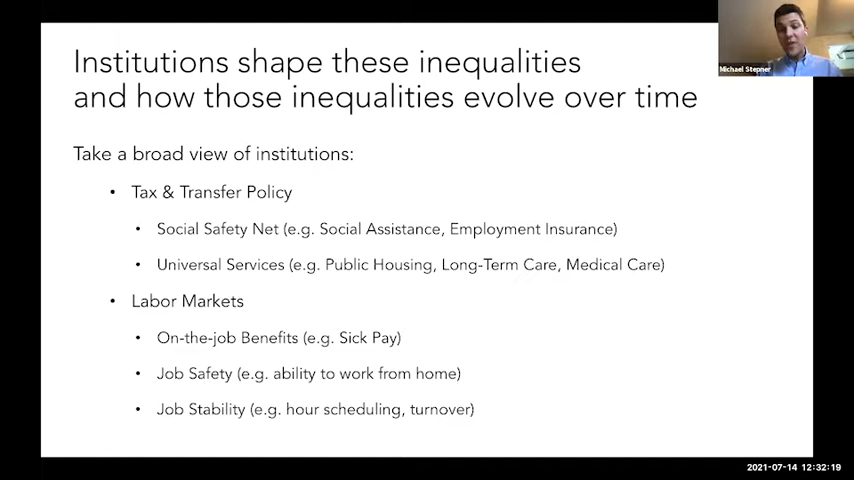 Institutions shape these inequalities
and how those inequalities evolve over time
Michael Stepner
Take a broad view of institutions:
• Tax & Transfer Policy
• Social Safety Net (e.g. Social Assistance, Employment Insurance)
• Universal Services (e.g. Public Housing, Long-Term Care, Medical Care)
• Labor Markets
• On-the-job Benefits (e.g. Sick Pay)
• Job Safety (e.g. ability to work from home)
• Job Stability (e.g. hour scheduling, turnover)
2021-07-14 12:32:19